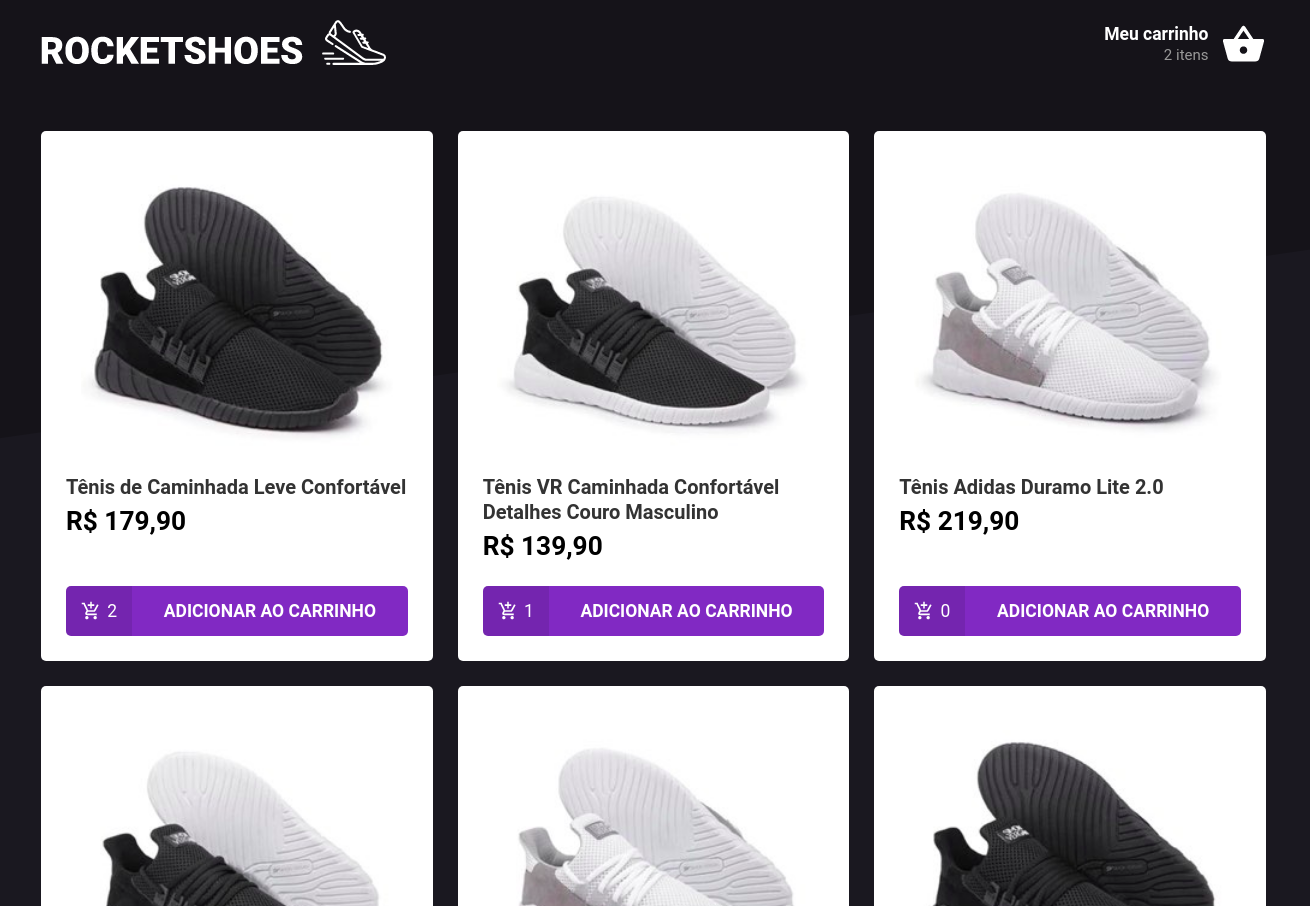 ROCKETSHOES
Meu carrinho
2 itens
Tênis de Caminhada Leve Confortável
R$ 179,90
2 ADICIONAR AO CARRINHO
Tênis VR Caminhada Confortável
Detalhes Couro Masculino
R$ 139,90
1 ADICIONAR AO CARRINHO
Tênis Adidas Duramo Lite 2.0
R$ 219,90
0 ADICIONAR AO CARRINHO